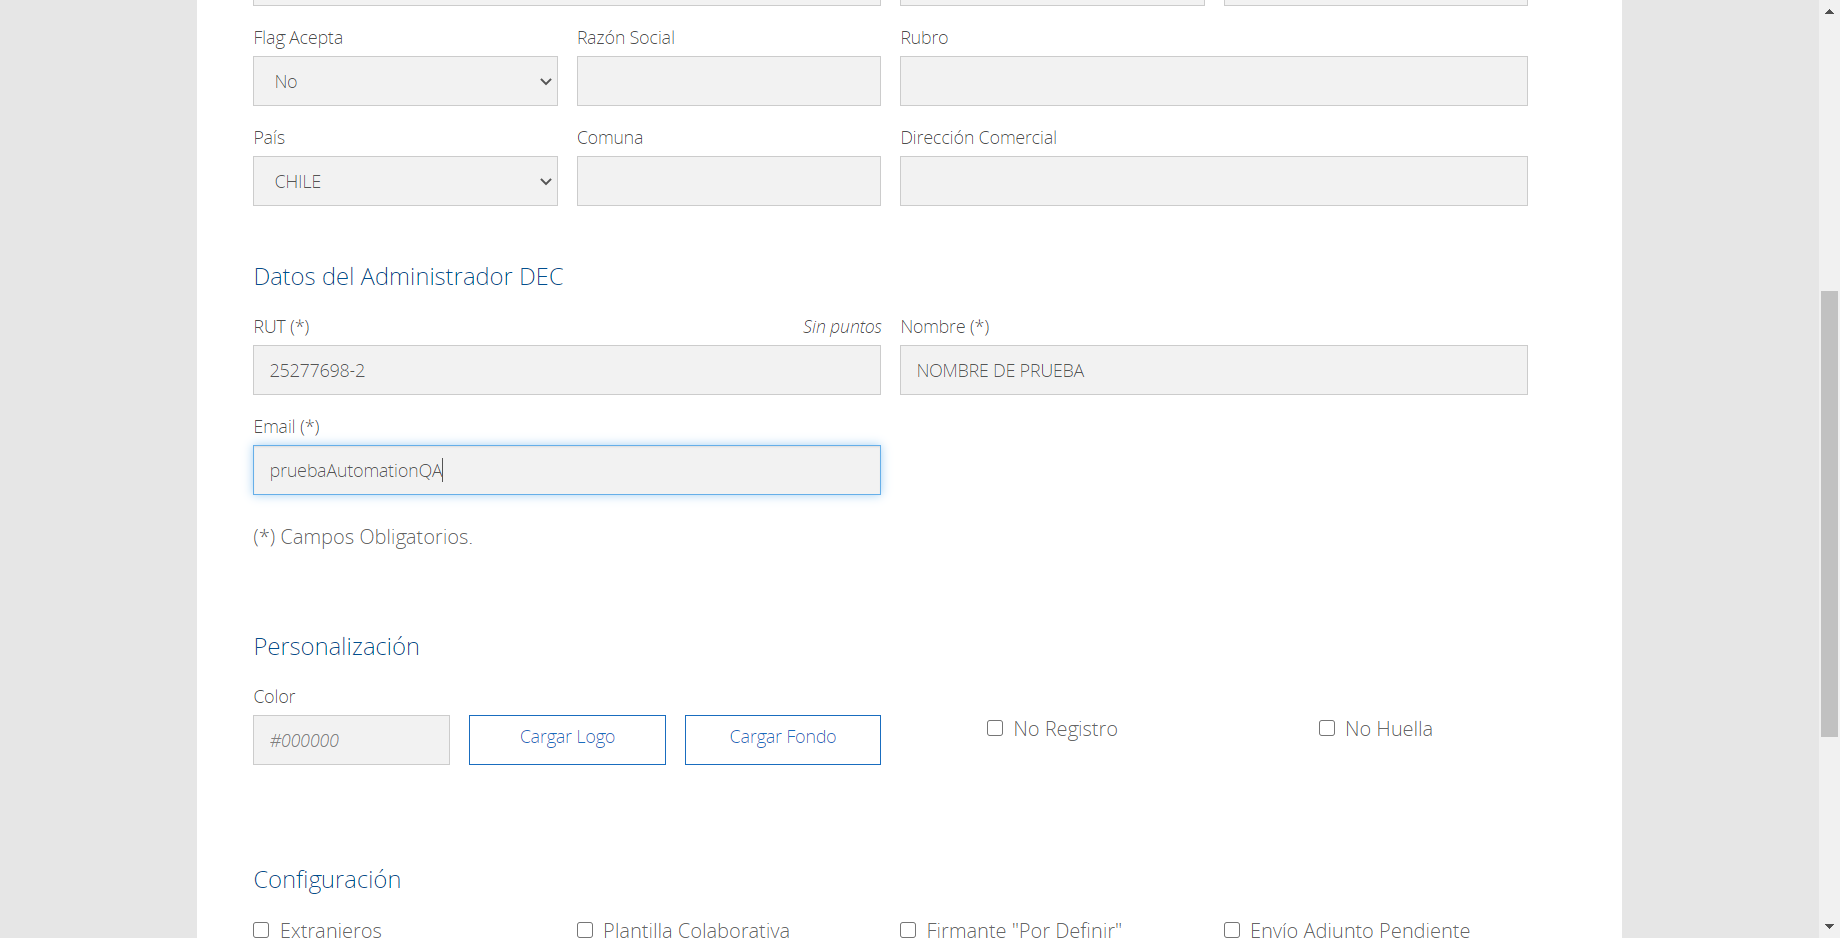 Flag Acepta Razón Social Rubro
No
País Comuna Dirección Comercial
CHILE
Datos del Administrador DEC
RUT (*) Sin puntos Nombre (*)
25277698-2 NOMBRE DE PRUEBA
Email (*)
pruebaAutomationQA
(*) Campos Obligatorios.
Personalización
Color
#000000 Cargar Logo Cargar Fondo No Registro No Huella
Configuración
Extranjeros Plantilla Colaborativa Firmante "Por Definir" Envío Adjunto Pendiente